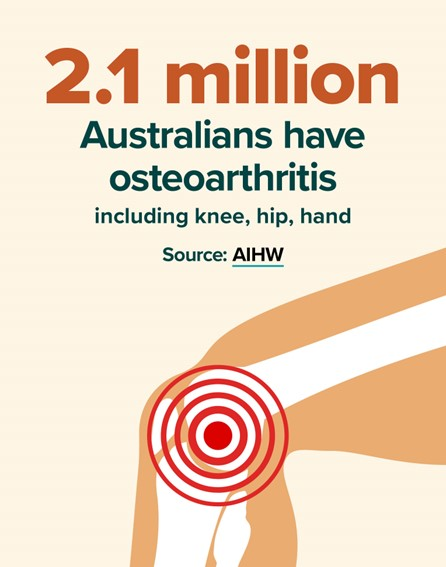 2.1 million
Australians have
osteoarthritis
including knee, hip, hand
Source: AIHW